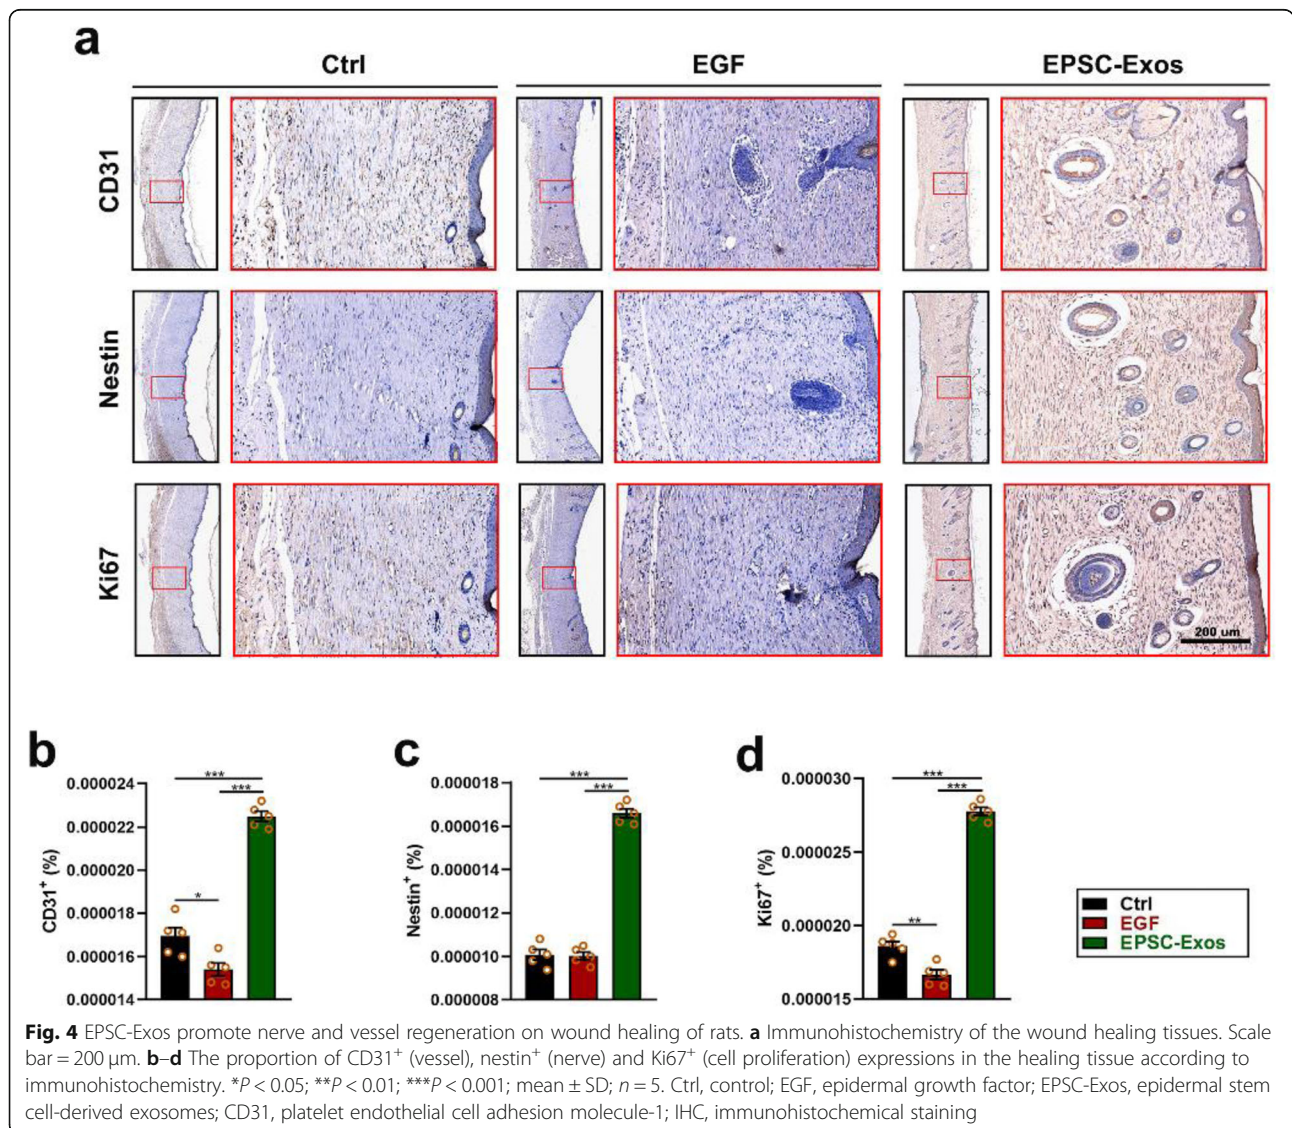 a
Ctrl
EGF
EPSC-Exos
CD31
Nestin
Ki67
200 um
b
CD31⁺ (%)
0.000024
0.000022
0.000020
0.000018
0.000016
0.000014
***
***
*
c
Nestin⁺ (%)
0.000018
0.000016
0.000014
0.000012
0.000010
0.000008
***
***
d
Ki67⁺ (%)
0.000030
0.000025
0.000020
0.000015
***
***
**
Ctrl
EGF
EPSC-Exos
Fig. 4 EPSC-Exos promote nerve and vessel regeneration on wound healing of rats. a Immunohistochemistry of the wound healing tissues. Scale
bar = 200 μm. b–d The proportion of CD31⁺ (vessel), nestin⁺ (nerve) and Ki67⁺ (cell proliferation) expressions in the healing tissue according to
immunohistochemistry. *P < 0.05; **P < 0.01; ***P < 0.001; mean ± SD; n = 5. Ctrl, control; EGF, epidermal growth factor; EPSC-Exos, epidermal stem
cell-derived exosomes; CD31, platelet endothelial cell adhesion molecule-1; IHC, immunohistochemical staining